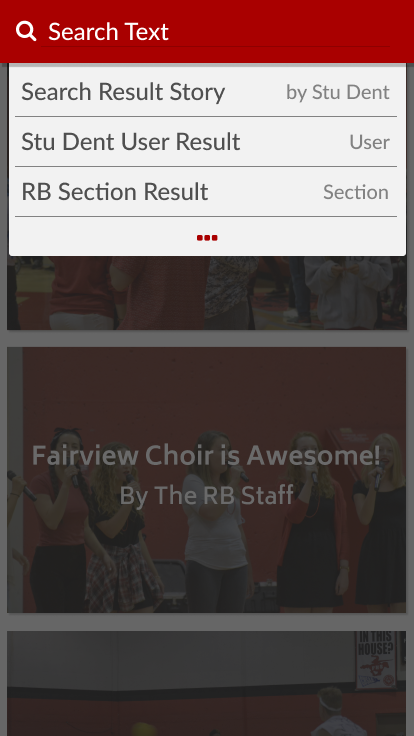 Search Text
Search Result Story by Stu Dent
Stu Dent User Result User
RB Section Result Section
Fairview Choir is Awesome!
By The RB Staff
IN THIS
HOUSE?